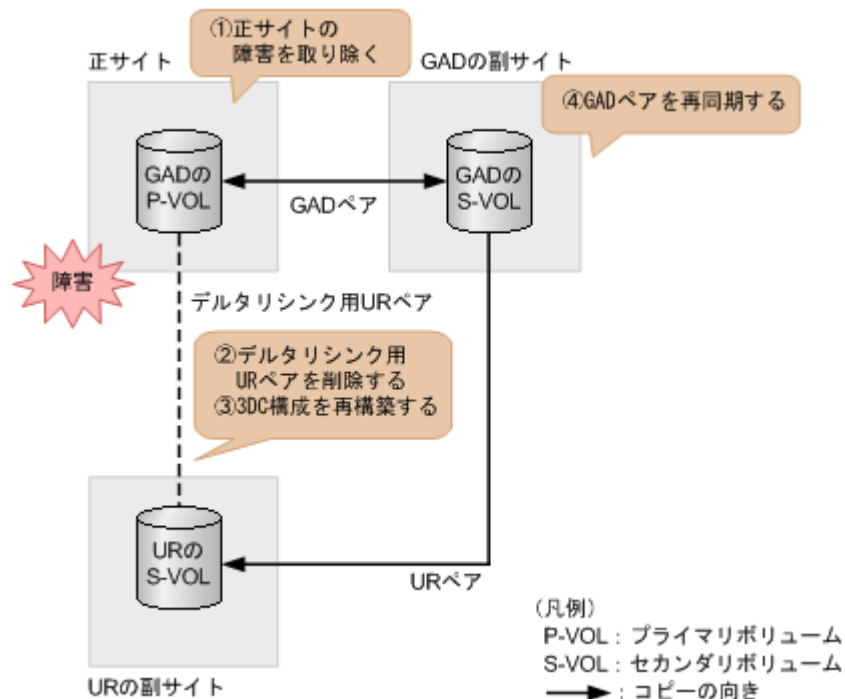 ①正サイトの
障害を取り除く
正サイト
GADの副サイト
④GADペアを再同期する
GADの
P-VOL
GADの
S-VOL
GADペア
障害
デルタリシンク用URペア
②デルタリシンク用
URペアを削除する
③3DC構成を再構築する
URの
S-VOL
URペア
URの副サイト
(凡例)
P-VOL：プライマリボリューム
S-VOL：セカンダリボリューム
：コピーの向き